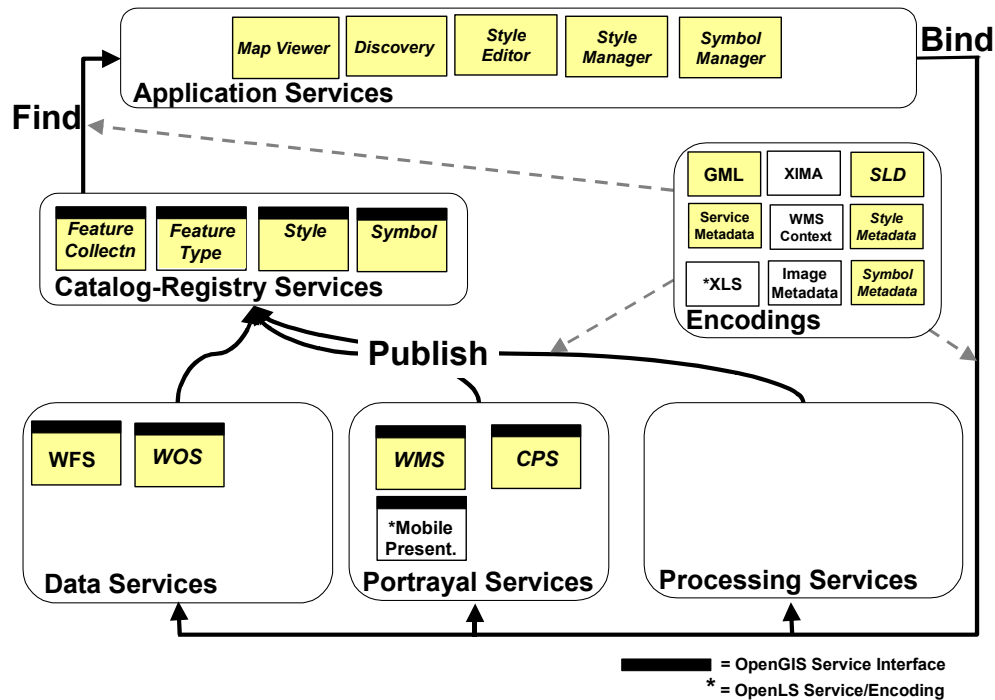 Map Viewer
Discovery
Style
Editor
Style
Manager
Symbol
Manager
Application Services
Bind
Find
GML
XIMA
SLD
Service
Metadata
WMS
Context
Style
Metadata
*XLS
Image
Metadata
Symbol
Metadata
Encodings
Feature
Collectn
Feature
Type
Style
Symbol
Catalog-Registry Services
Publish
WFS
WOS
Data Services
WMS
CPS
*Mobile
Present.
Portrayal Services
Processing Services
= OpenGIS Service Interface
* = OpenLS Service/Encoding